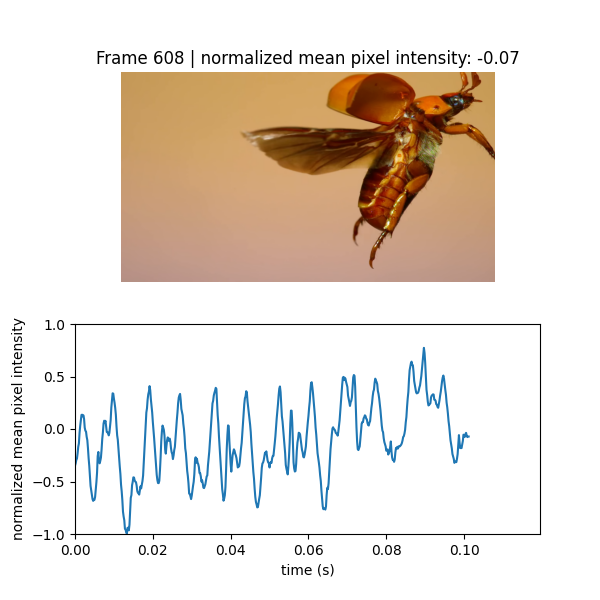 Frame 608 | normalized mean pixel intensity: -0.07
normalized mean pixel intensity
1.0
0.5
0.0
−0.5
−1.0
0.00 0.02 0.04 0.06 0.08 0.10
time (s)